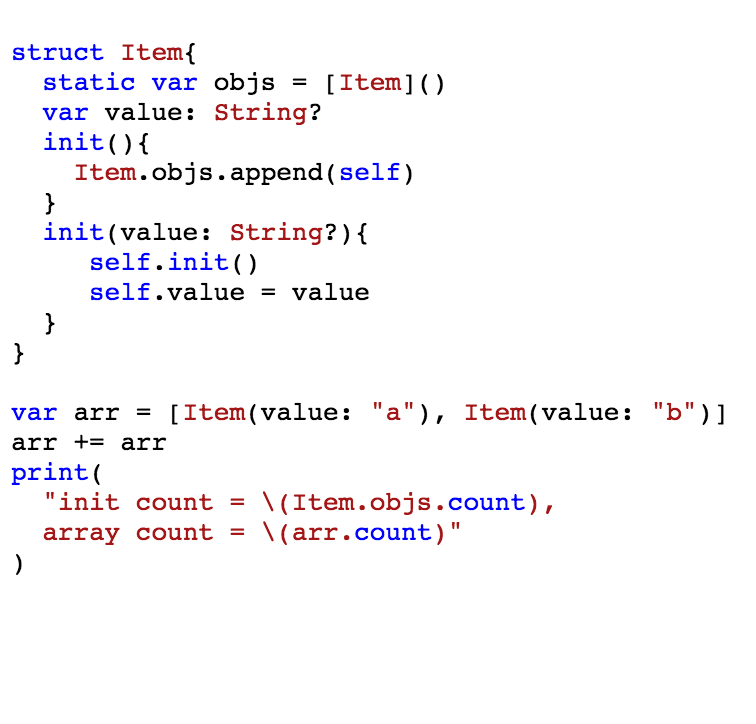 struct Item{
  static var objs = [Item]()
  var value: String?
  init(){
    Item.objs.append(self)
  }
  init(value: String?){
     self.init()
     self.value = value
  }
}

var arr = [Item(value: "a"), Item(value: "b")]
arr += arr
print(
  "init count = \(Item.objs.count),
  array count = \(arr.count)"
)